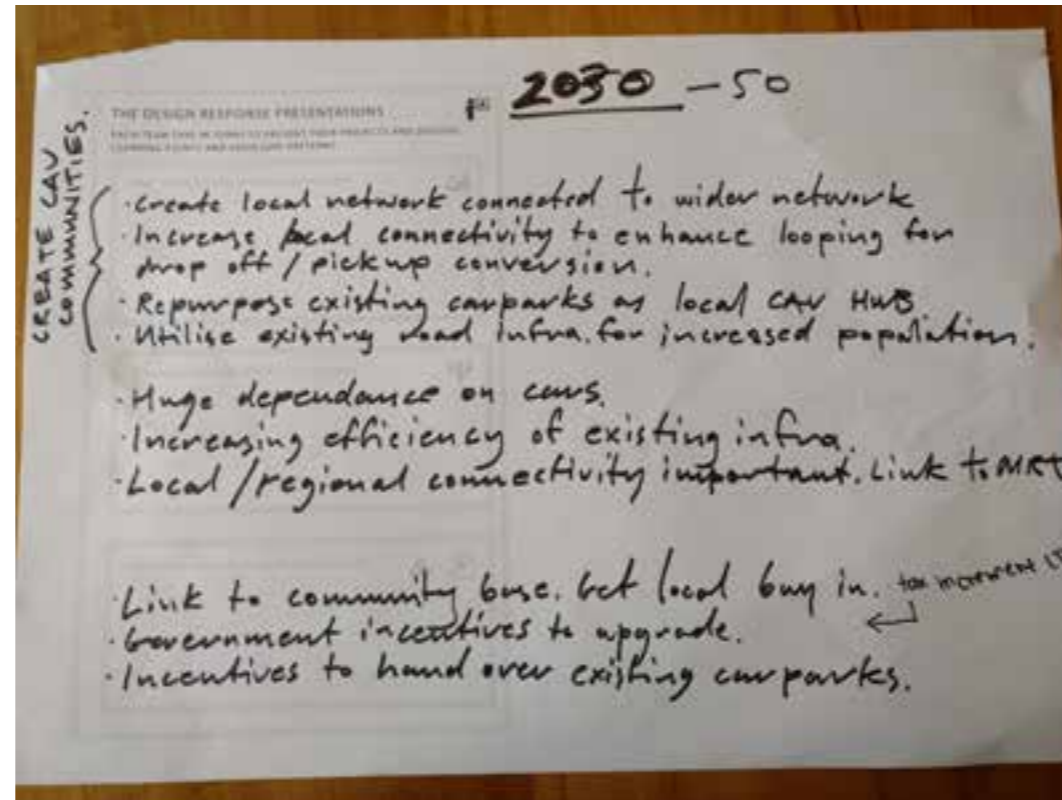 2030 - 50
CREATE CAV
COMMUNITIES.
THE DESIGN RESPONSE PRESENTATIONS
· Create local network connected to wider network
· Increase local connectivity to enhance looping for
drop off / pickup conversion.
· Repurpose existing carparks as local CAV HUBS
· Utilise existing road infra. for increased population.
· Huge dependance on cars.
· Increasing efficiency of existing infra.
· Local / regional connectivity important. Link to MRT
· Link to community base. Get local buy in. tax increment
· Government incentives to upgrade.
· Incentives to hand over existing carparks.